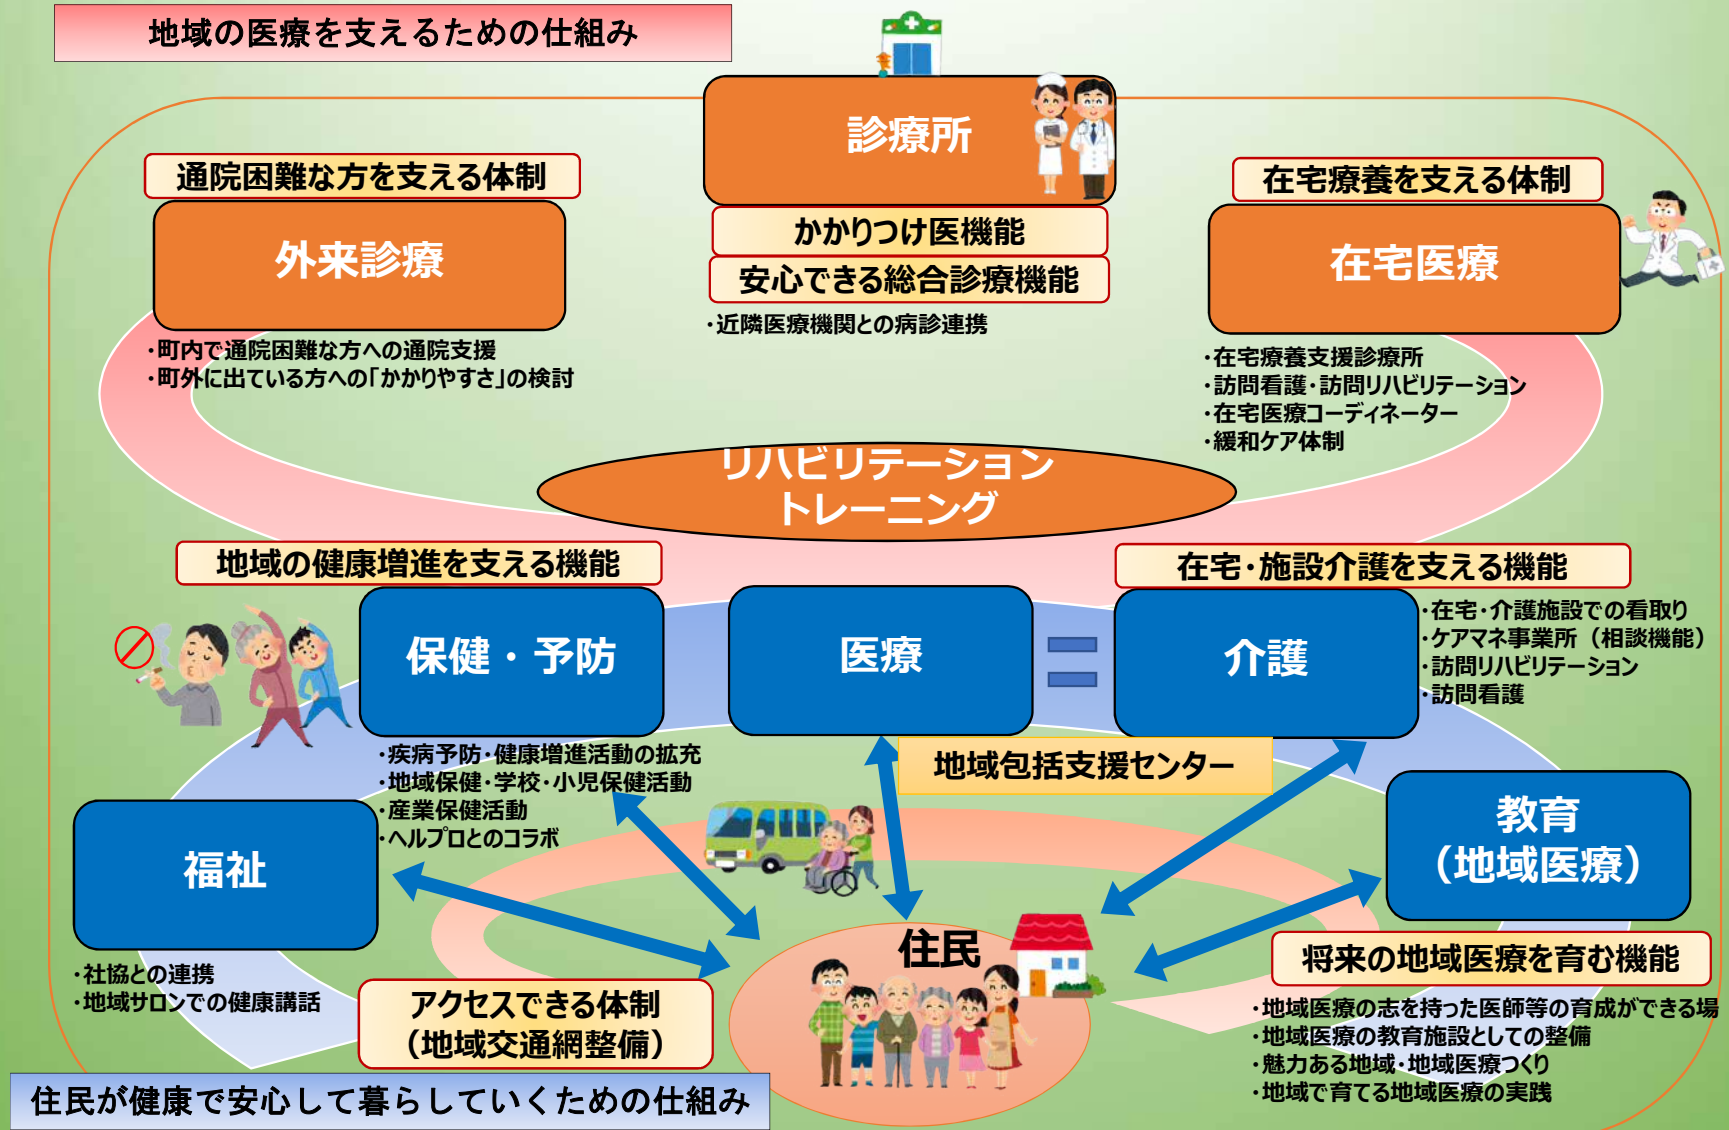 地域の医療を支えるための仕組み
診療所
かかりつけ医機能
安心できる総合診療機能
・近隣医療機関との病診連携
通院困難な方を支える体制
外来診療
・町内で通院困難な方への通院支援
・町外に出ている方への「かかりやすさ」の検討
在宅療養を支える体制
在宅医療
・在宅療養支援診療所
・訪問看護・訪問リハビリテーション
・在宅医療コーディネーター
・緩和ケア体制
リハビリテーション
トレーニング
地域の健康増進を支える機能
保健・予防
・疾病予防・健康増進活動の拡充
・地域保健・学校・小児保健活動
・産業保健活動
・ヘルプロとのコラボ
医療
=
在宅・施設介護を支える機能
介護
・在宅・介護施設での看取り
・ケアマネ事業所（相談機能）
・訪問リハビリテーション
・訪問看護
地域包括支援センター
福祉
・社協との連携
・地域サロンでの健康講話
教育
（地域医療）
将来の地域医療を育む機能
・地域医療の志を持った医師等の育成ができる場
・地域医療の教育施設としての整備
・魅力ある地域・地域医療つくり
・地域で育てる地域医療の実践
住民
アクセスできる体制
（地域交通網整備）
住民が健康で安心して暮らしていくための仕組み